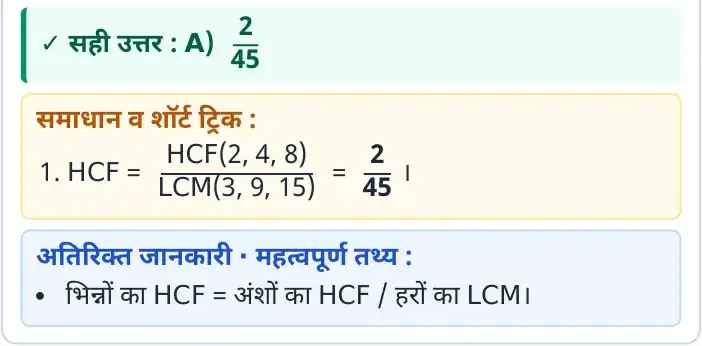 ✓ सही उत्तर : A) 2/45
समाधान व शॉर्ट ट्रिक :
1. HCF = HCF(2, 4, 8)/LCM(3, 9, 15) = 2/45 ।
अतिरिक्त जानकारी · महत्वपूर्ण तथ्य :
• भिन्नों का HCF = अंशों का HCF / हरों का LCM।